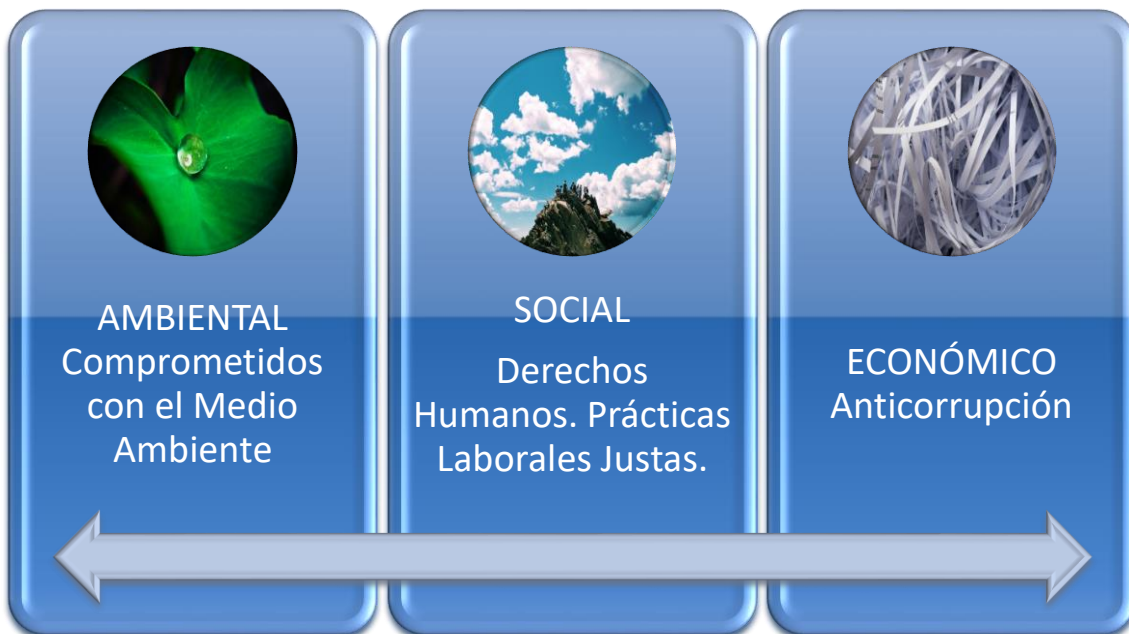 AMBIENTAL
Comprometidos
con el Medio
Ambiente
SOCIAL
Derechos
Humanos. Prácticas
Laborales Justas.
ECONÓMICO
Anticorrupción